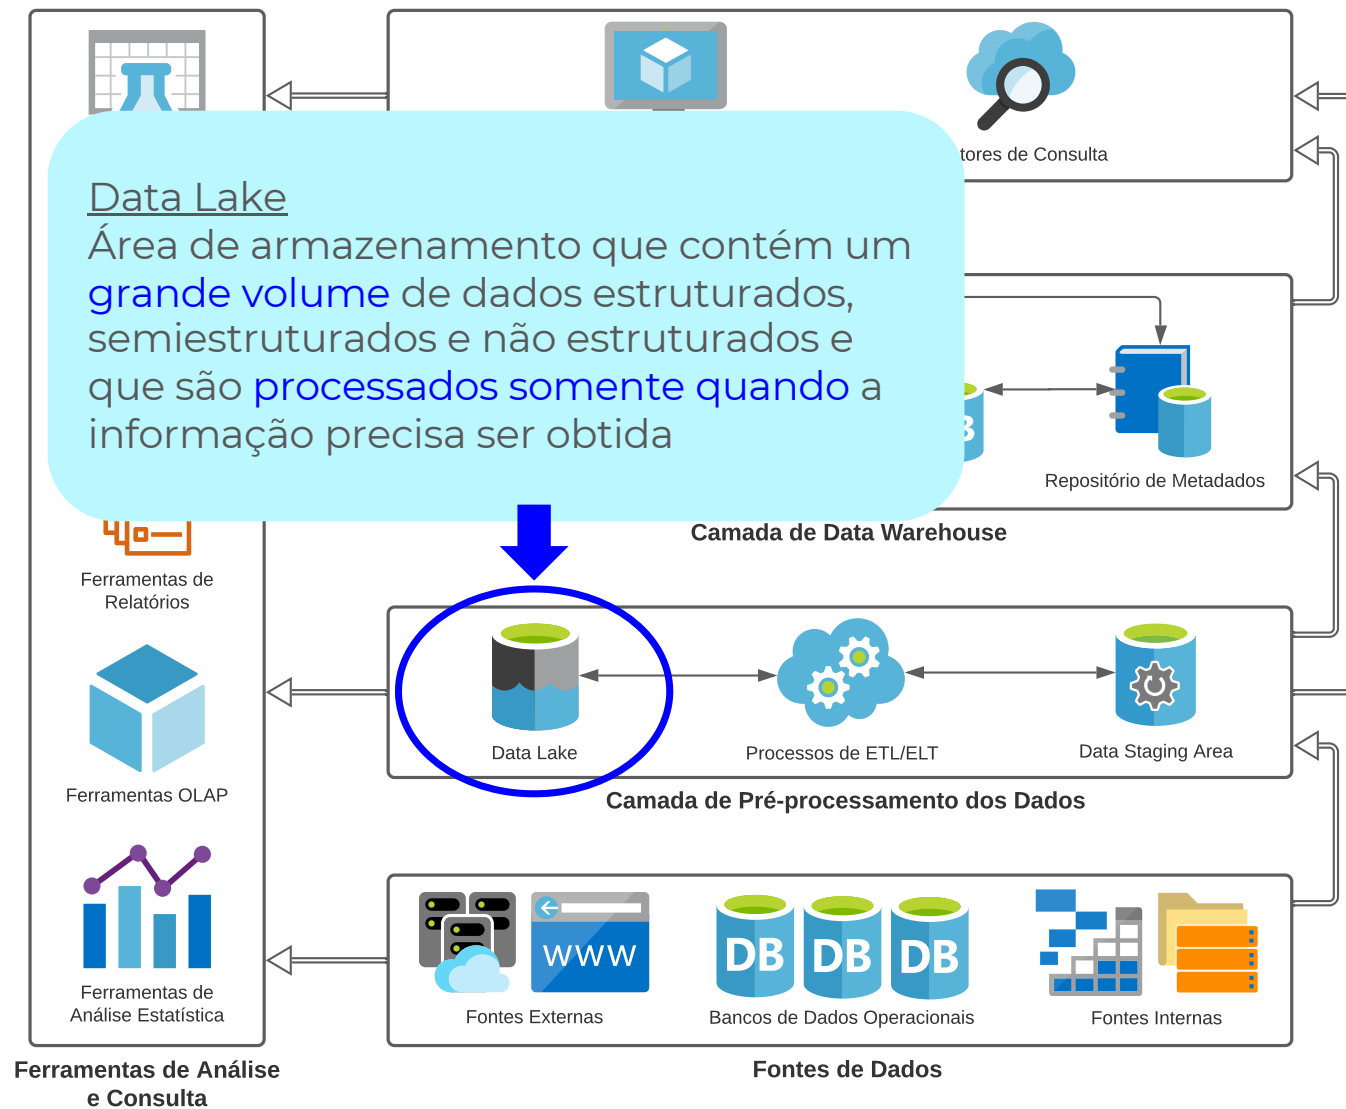 Data Lake
Área de armazenamento que contém um
grande volume de dados estruturados,
semiestruturados e não estruturados e
que são processados somente quando a
informação precisa ser obtida
de Consulta
Repositório de Metadados
Camada de Data Warehouse
Ferramentas de
Relatórios
Data Lake
Processos de ETL/ELT
Data Staging Area
Camada de Pré-processamento dos Dados
Ferramentas OLAP
WWW
DB
DB
DB
Fontes Externas
Bancos de Dados Operacionais
Fontes Internas
Ferramentas de
Análise Estatística
Ferramentas de Análise
e Consulta
Fontes de Dados